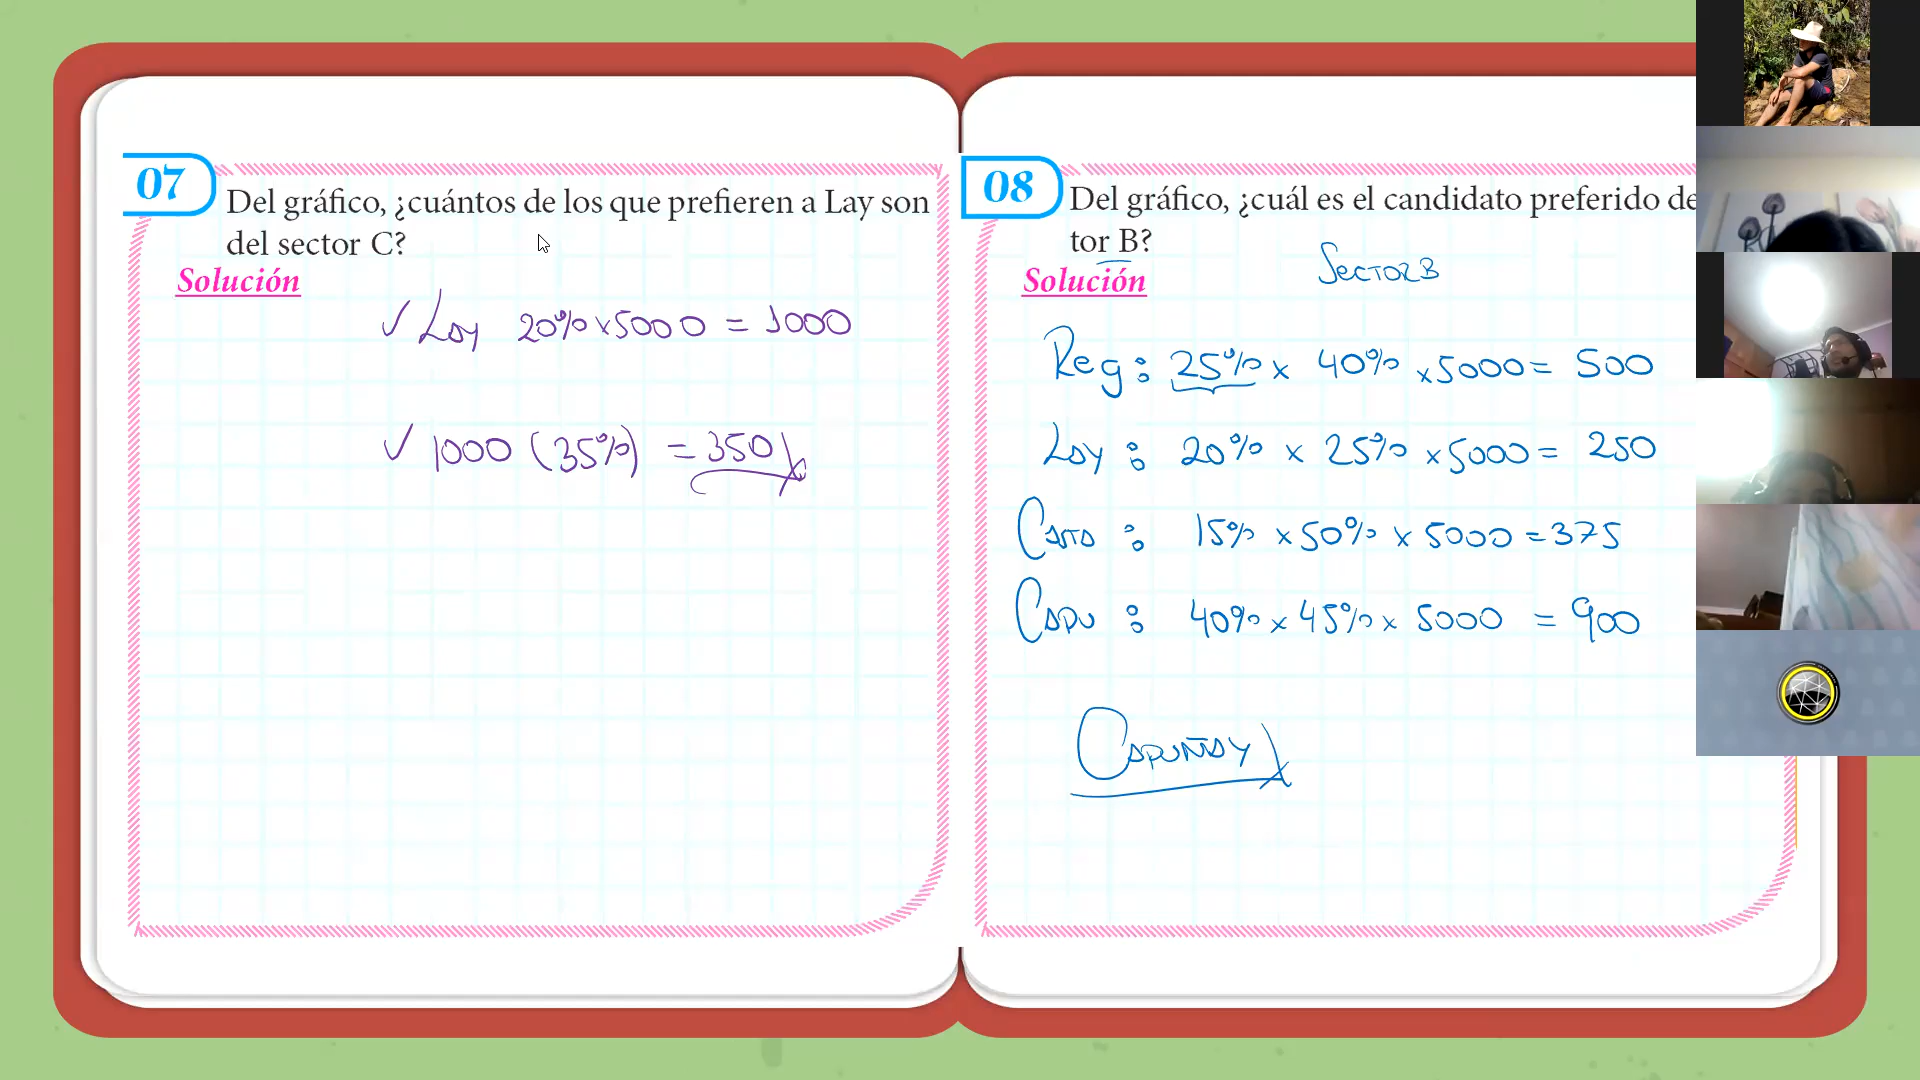 07
Del gráfico, ¿cuántos de los que prefieren a Lay son
del sector C?
Solución
✓ Lay 20% x 5000 = 1000
✓ 1000 (35%) = 350
08
Del gráfico, ¿cuál es el candidato preferido de
tor B?
Solución
Sector B
Reg: 25% x 40% x 5000 = 500
Lay : 20% x 25% x 5000 = 250
Casta : 15% x 50% x 5000 = 375
Capu : 40% x 45% x 5000 = 900
Capuñay